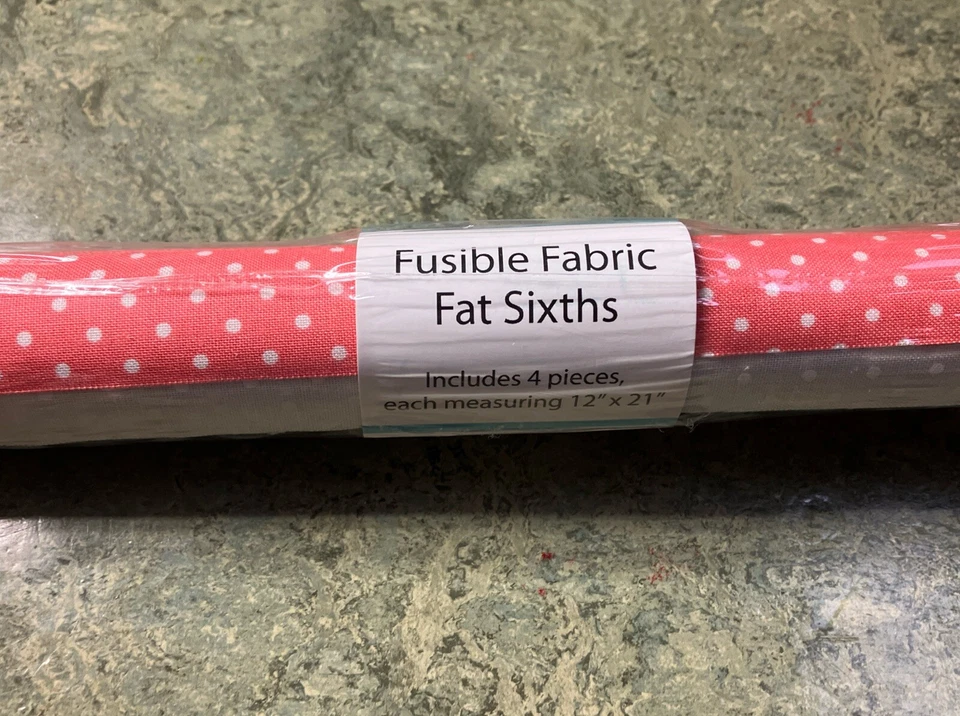 Fusible Fabric
Fat Sixths
Includes 4 pieces,
each measuring 12" x 21"